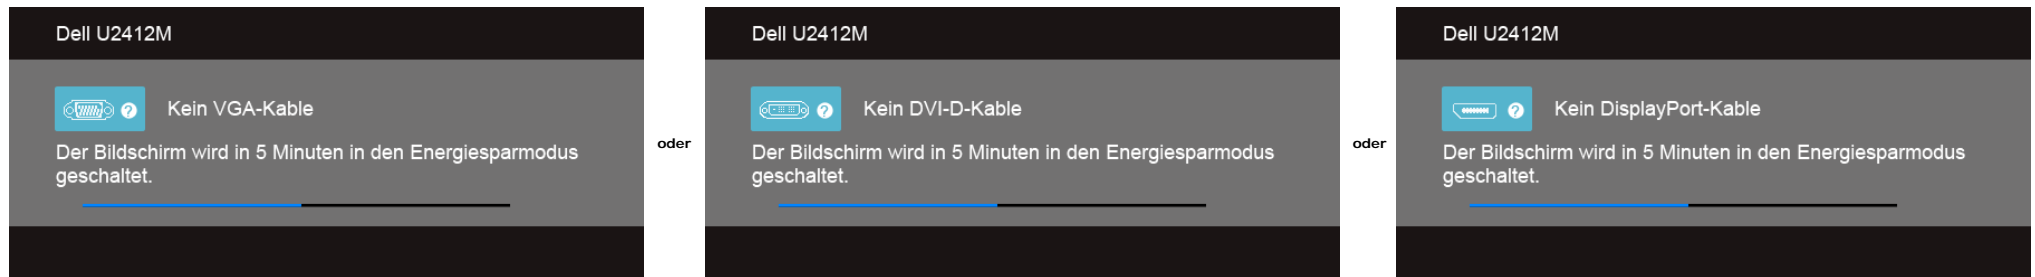 Dell U2412M
Kein VGA-Kable
Der Bildschirm wird in 5 Minuten in den Energiesparmodus
geschaltet.
oder
Dell U2412M
Kein DVI-D-Kable
Der Bildschirm wird in 5 Minuten in den Energiesparmodus
geschaltet.
oder
Dell U2412M
Kein DisplayPort-Kable
Der Bildschirm wird in 5 Minuten in den Energiesparmodus
geschaltet.